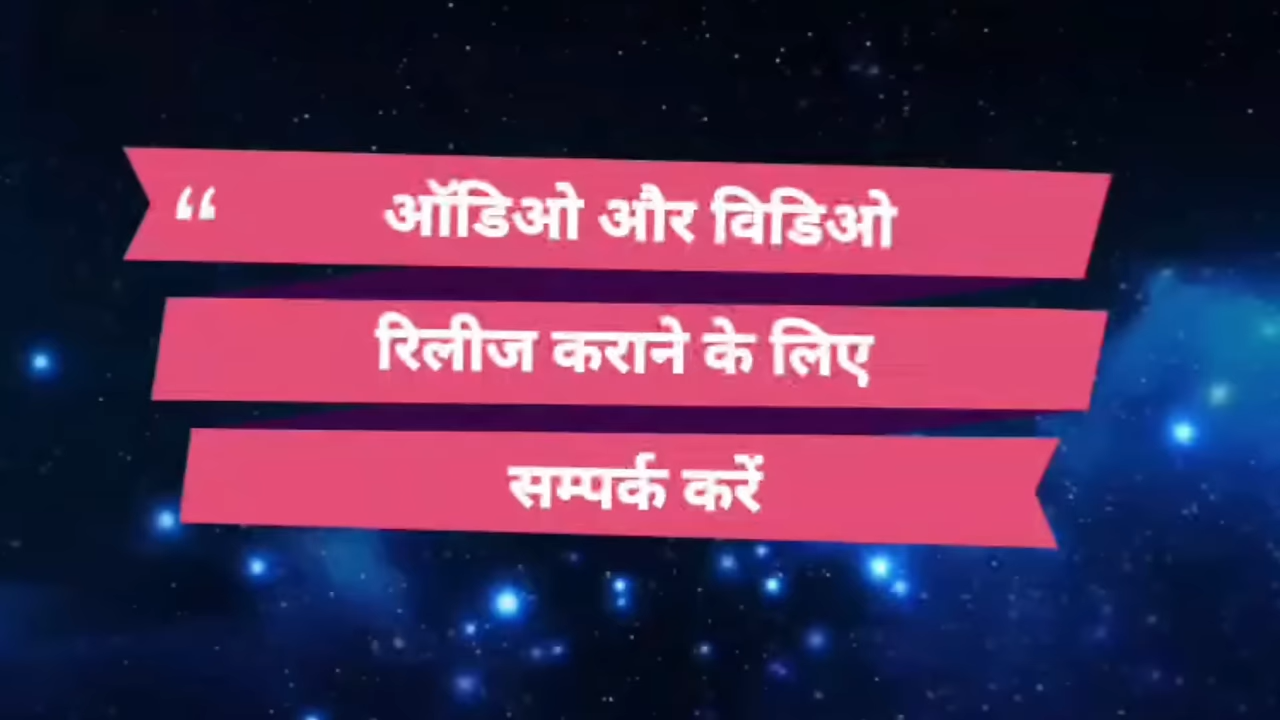 “ ऑडिओ और विडिओ
रिलीज कराने के लिए
सम्पर्क करें